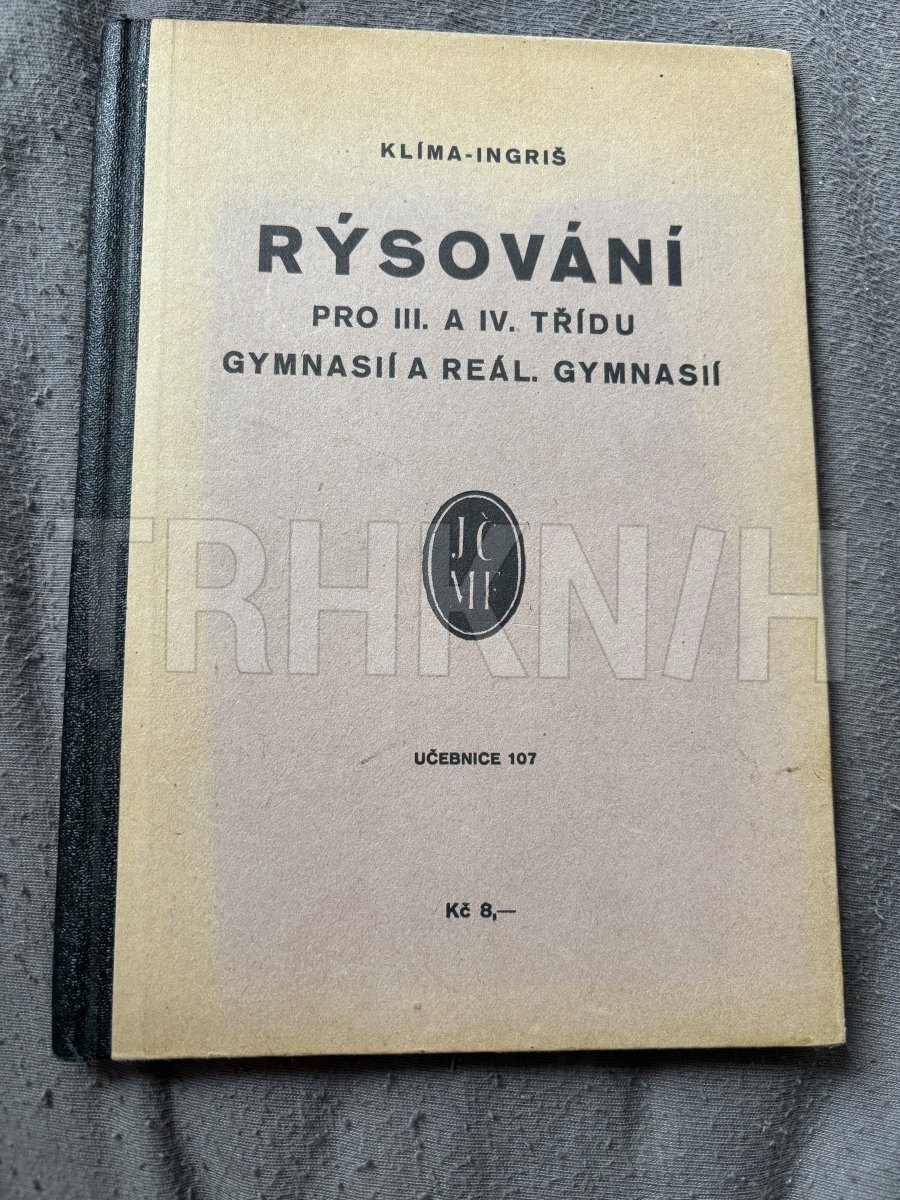 KLÍMA-INGRIŠ
RÝSOVÁNÍ
PRO III. A IV. TŘÍDU
GYMNASIÍ A REÁL. GYMNASIÍ
JČ
MF
TRHKNIH
UČEBNICE 107
Kč 8,—